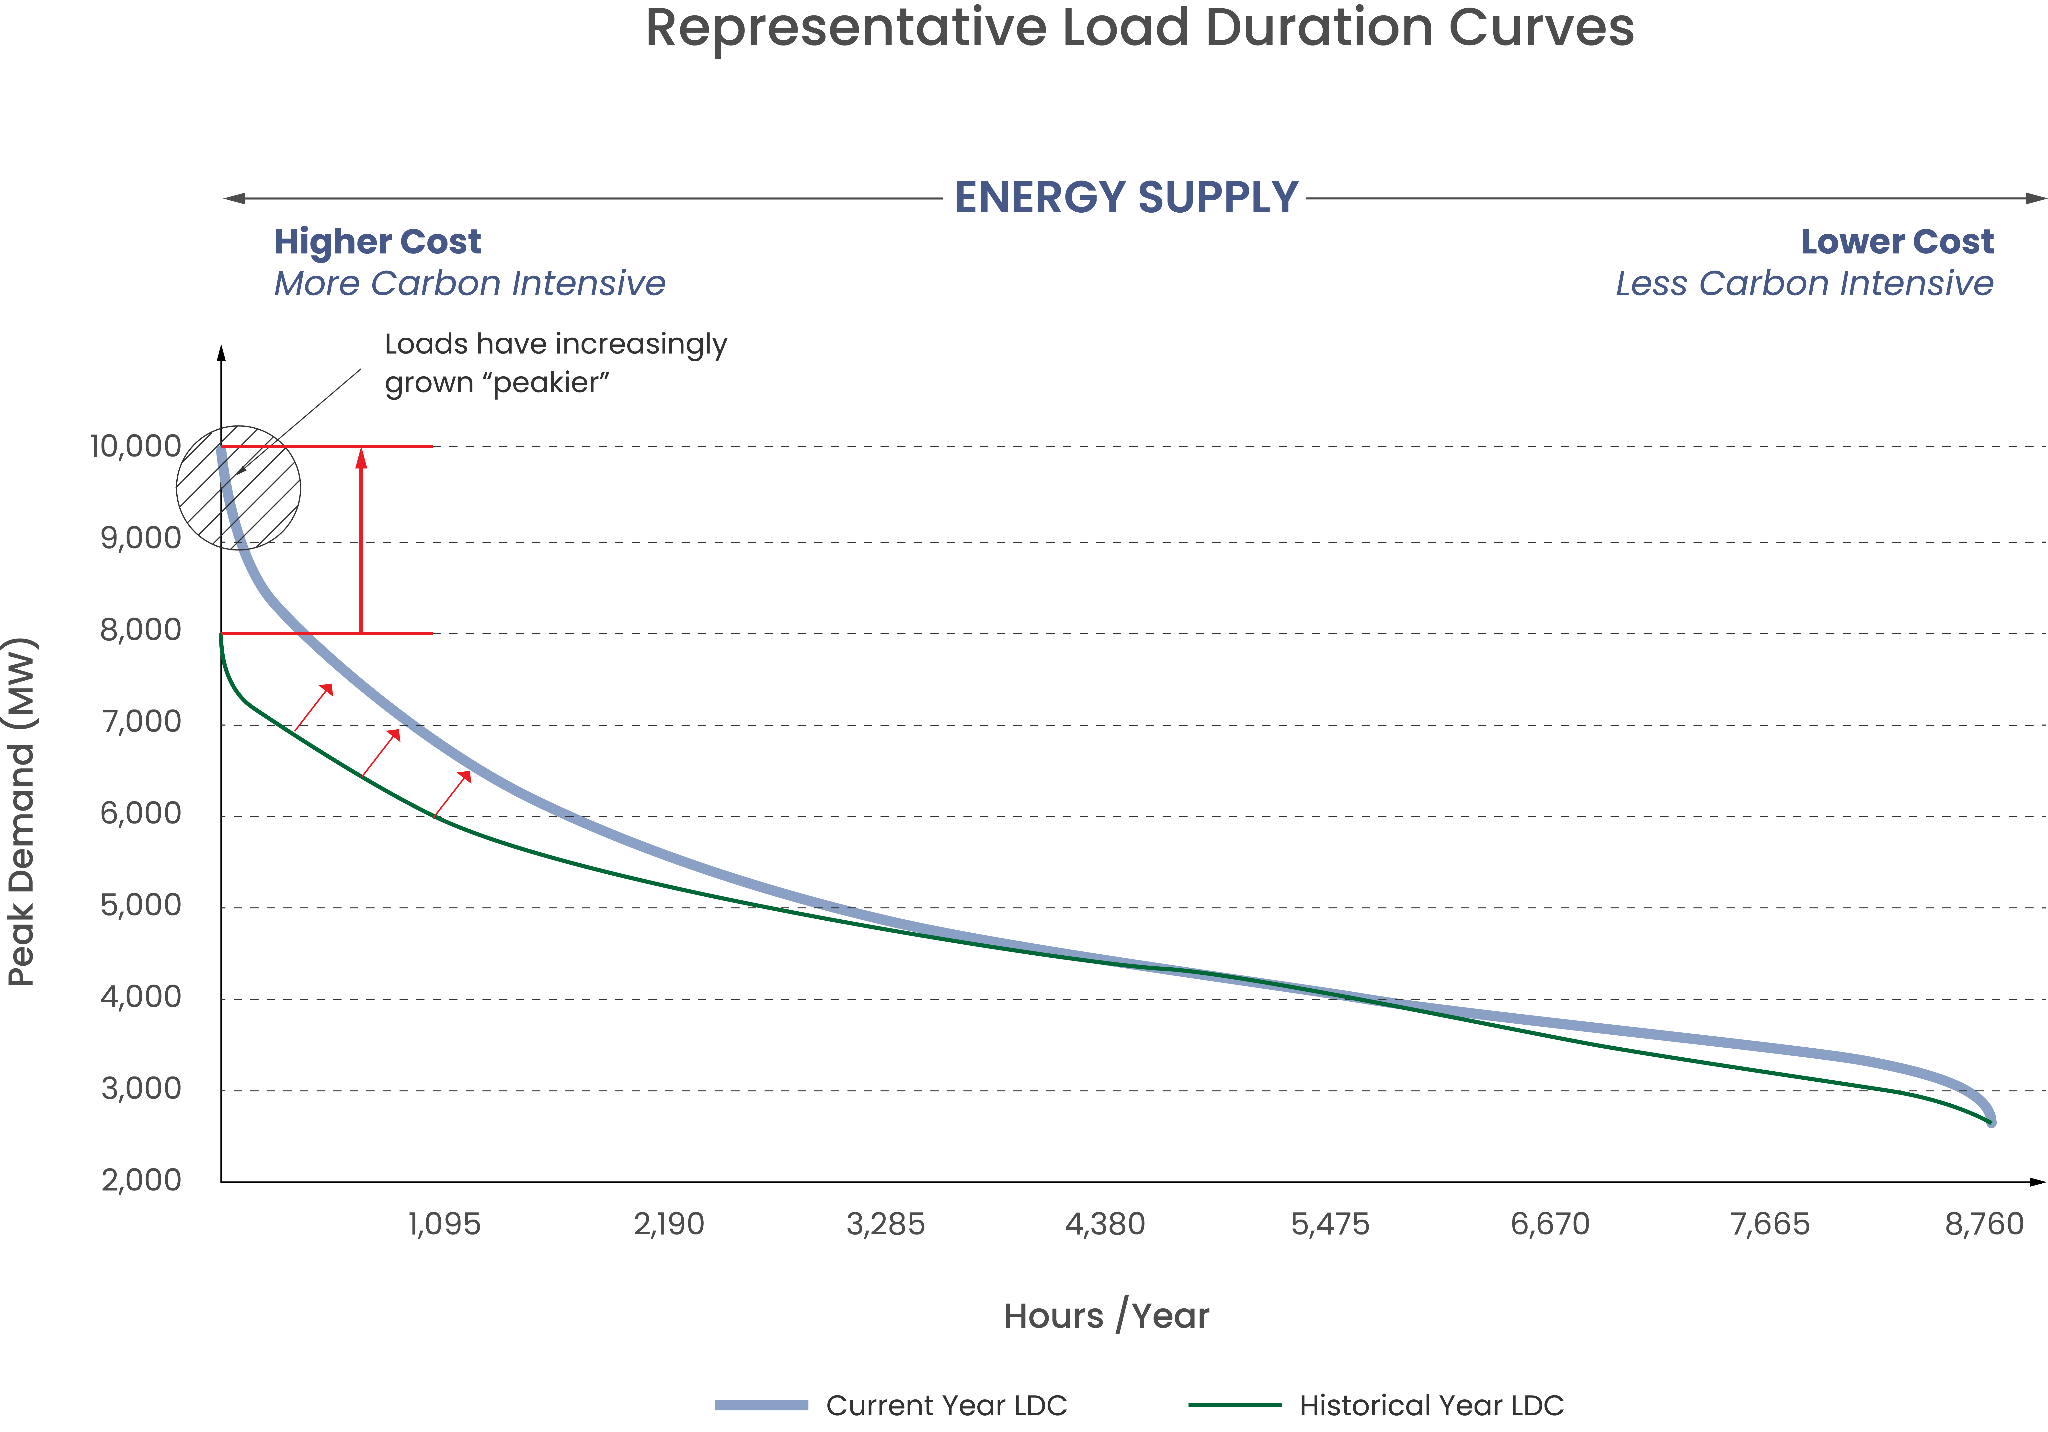 Representative Load Duration Curves
ENERGY SUPPLY
Higher Cost
More Carbon Intensive
Lower Cost
Less Carbon Intensive
Loads have increasingly
grown “peakier”
10,000
9,000
8,000
7,000
6,000
5,000
4,000
3,000
2,000
Peak Demand (MW)
1,095
2,190
3,285
4,380
5,475
6,670
7,665
8,760
Hours /Year
Current Year LDC
Historical Year LDC